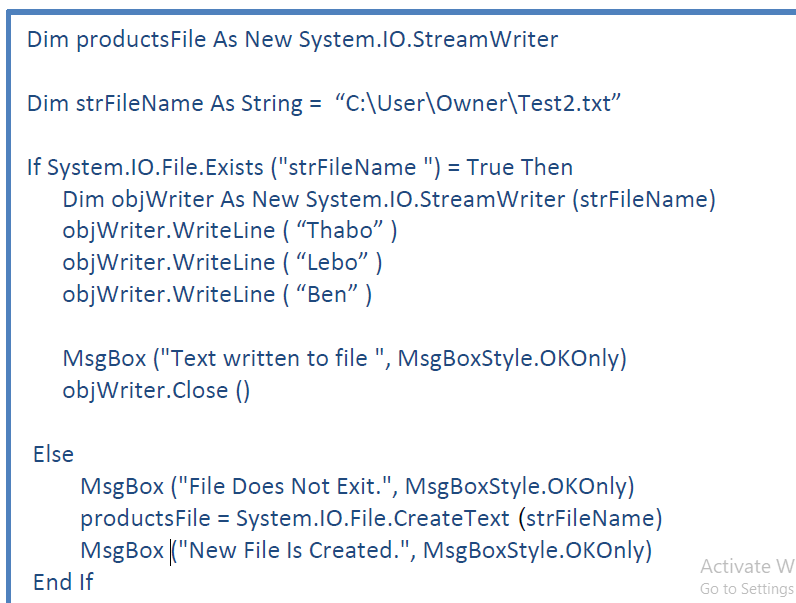 Dim productsFile As New System.IO.StreamWriter
Dim strFileName As String =  “C:\User\Owner\Test2.txt”
If System.IO.File.Exists ("strFileName ") = True Then
Dim objWriter As New System.IO.StreamWriter (strFileName)
objWriter.WriteLine ( “Thabo” )
objWriter.WriteLine ( “Lebo” )
objWriter.WriteLine ( “Ben” )
MsgBox ("Text written to file ", MsgBoxStyle.OKOnly)
objWriter.Close ()
Else
MsgBox ("File Does Not Exit.", MsgBoxStyle.OKOnly)
productsFile = System.IO.File.CreateText (strFileName)
MsgBox ("New File Is Created.", MsgBoxStyle.OKOnly)
End If
Activate W
Go to Settings